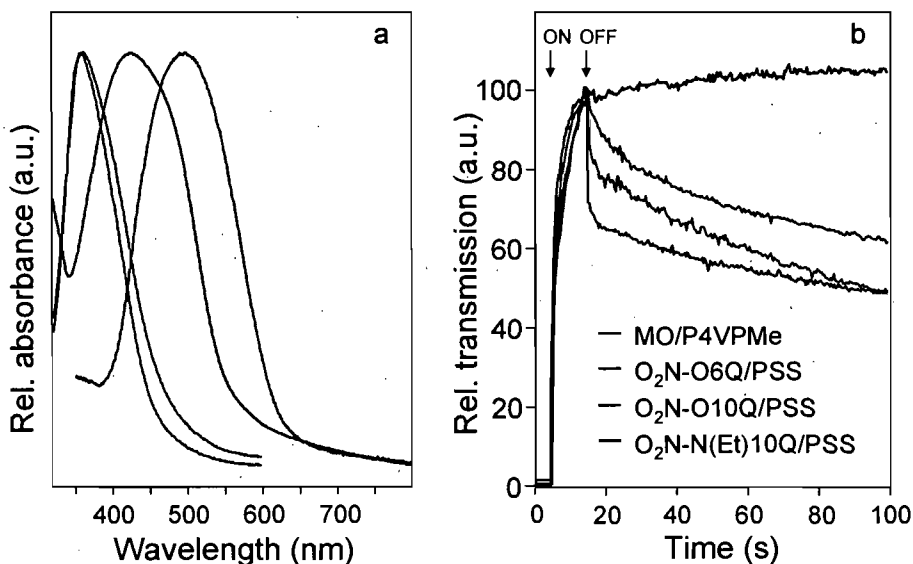 a
Rel. absorbance (a.u.)
400 500 600 700
Wavelength (nm)
b
ON OFF
Rel. transmission (a.u.)
100
80
60
40
20
0
MO/P4VPMe
O₂N-O6Q/PSS
O₂N-O10Q/PSS
O₂N-N(Et)10Q/PSS
0 20 40 60 80 100
Time (s)